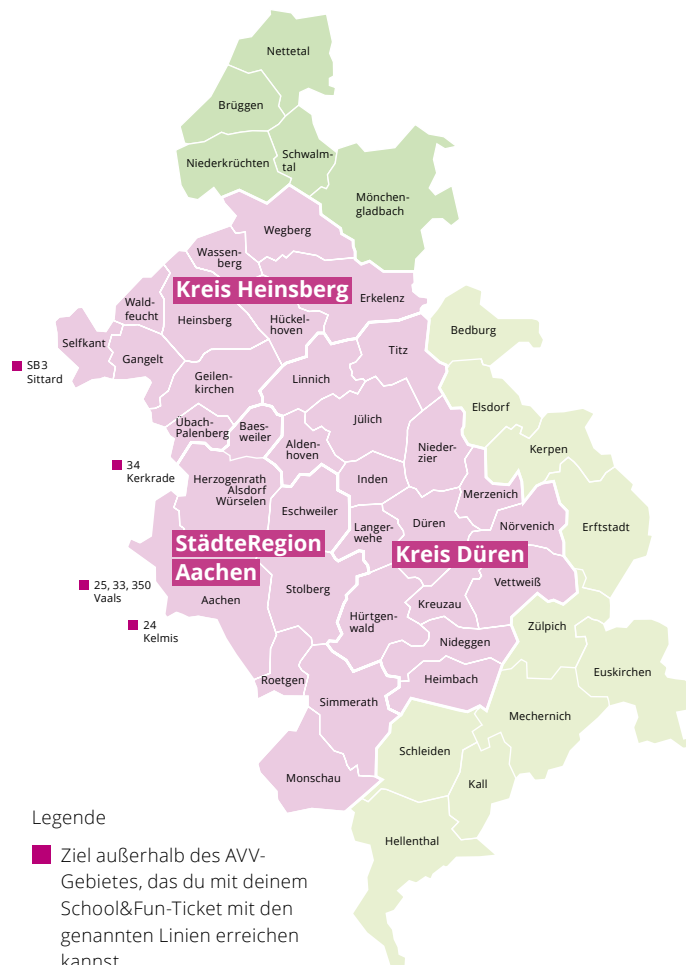 Nettetal
Brüggen
Niederkrüchten
Schwalm-
tal
Mönchen-
gladbach
Wegberg
Wassen-
berg
Kreis Heinsberg
Erkelenz
Wald-
feucht
Heinsberg
Hückel-
hoven
Bedburg
Selfkant
Gangelt
Titz
SB3
Sittard
Geilen-
kirchen
Linnich
Elsdorf
Übach-
Palenberg
Baes-
weiler
Jülich
Alden-
hoven
Nieder-
zier
Kerpen
34
Kerkrade
Herzogenrath
Alsdorf
Würselen
Inden
Merzenich
Eschweiler
Langer-
wehe
Düren
Nörvenich
Erftstadt
StädteRegion
Aachen
Kreis Düren
25, 33, 350
Vaals
Aachen
Stolberg
Vettweiß
Kreuzau
Hürtgen-
wald
24
Kelmis
Zülpich
Nideggen
Euskirchen
Roetgen
Heimbach
Simmerath
Mechernich
Schleiden
Monschau
Kall
Hellenthal
Legende
Ziel außerhalb des AVV-
Gebietes, das du mit deinem
School&Fun-Ticket mit den
genannten Linien erreichen
kannst